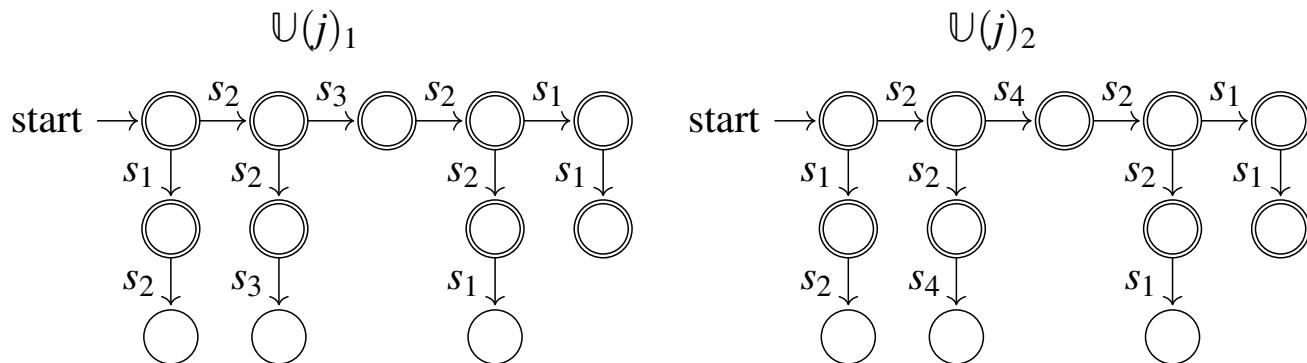 𝕌(j)₁ 𝕌(j)₂
start s₂ s₃ s₂ s₁ start s₂ s₄ s₂ s₁
s₁ s₂ s₂ s₁ s₁ s₂ s₂ s₁
s₂ s₃ s₁ s₂ s₄ s₁